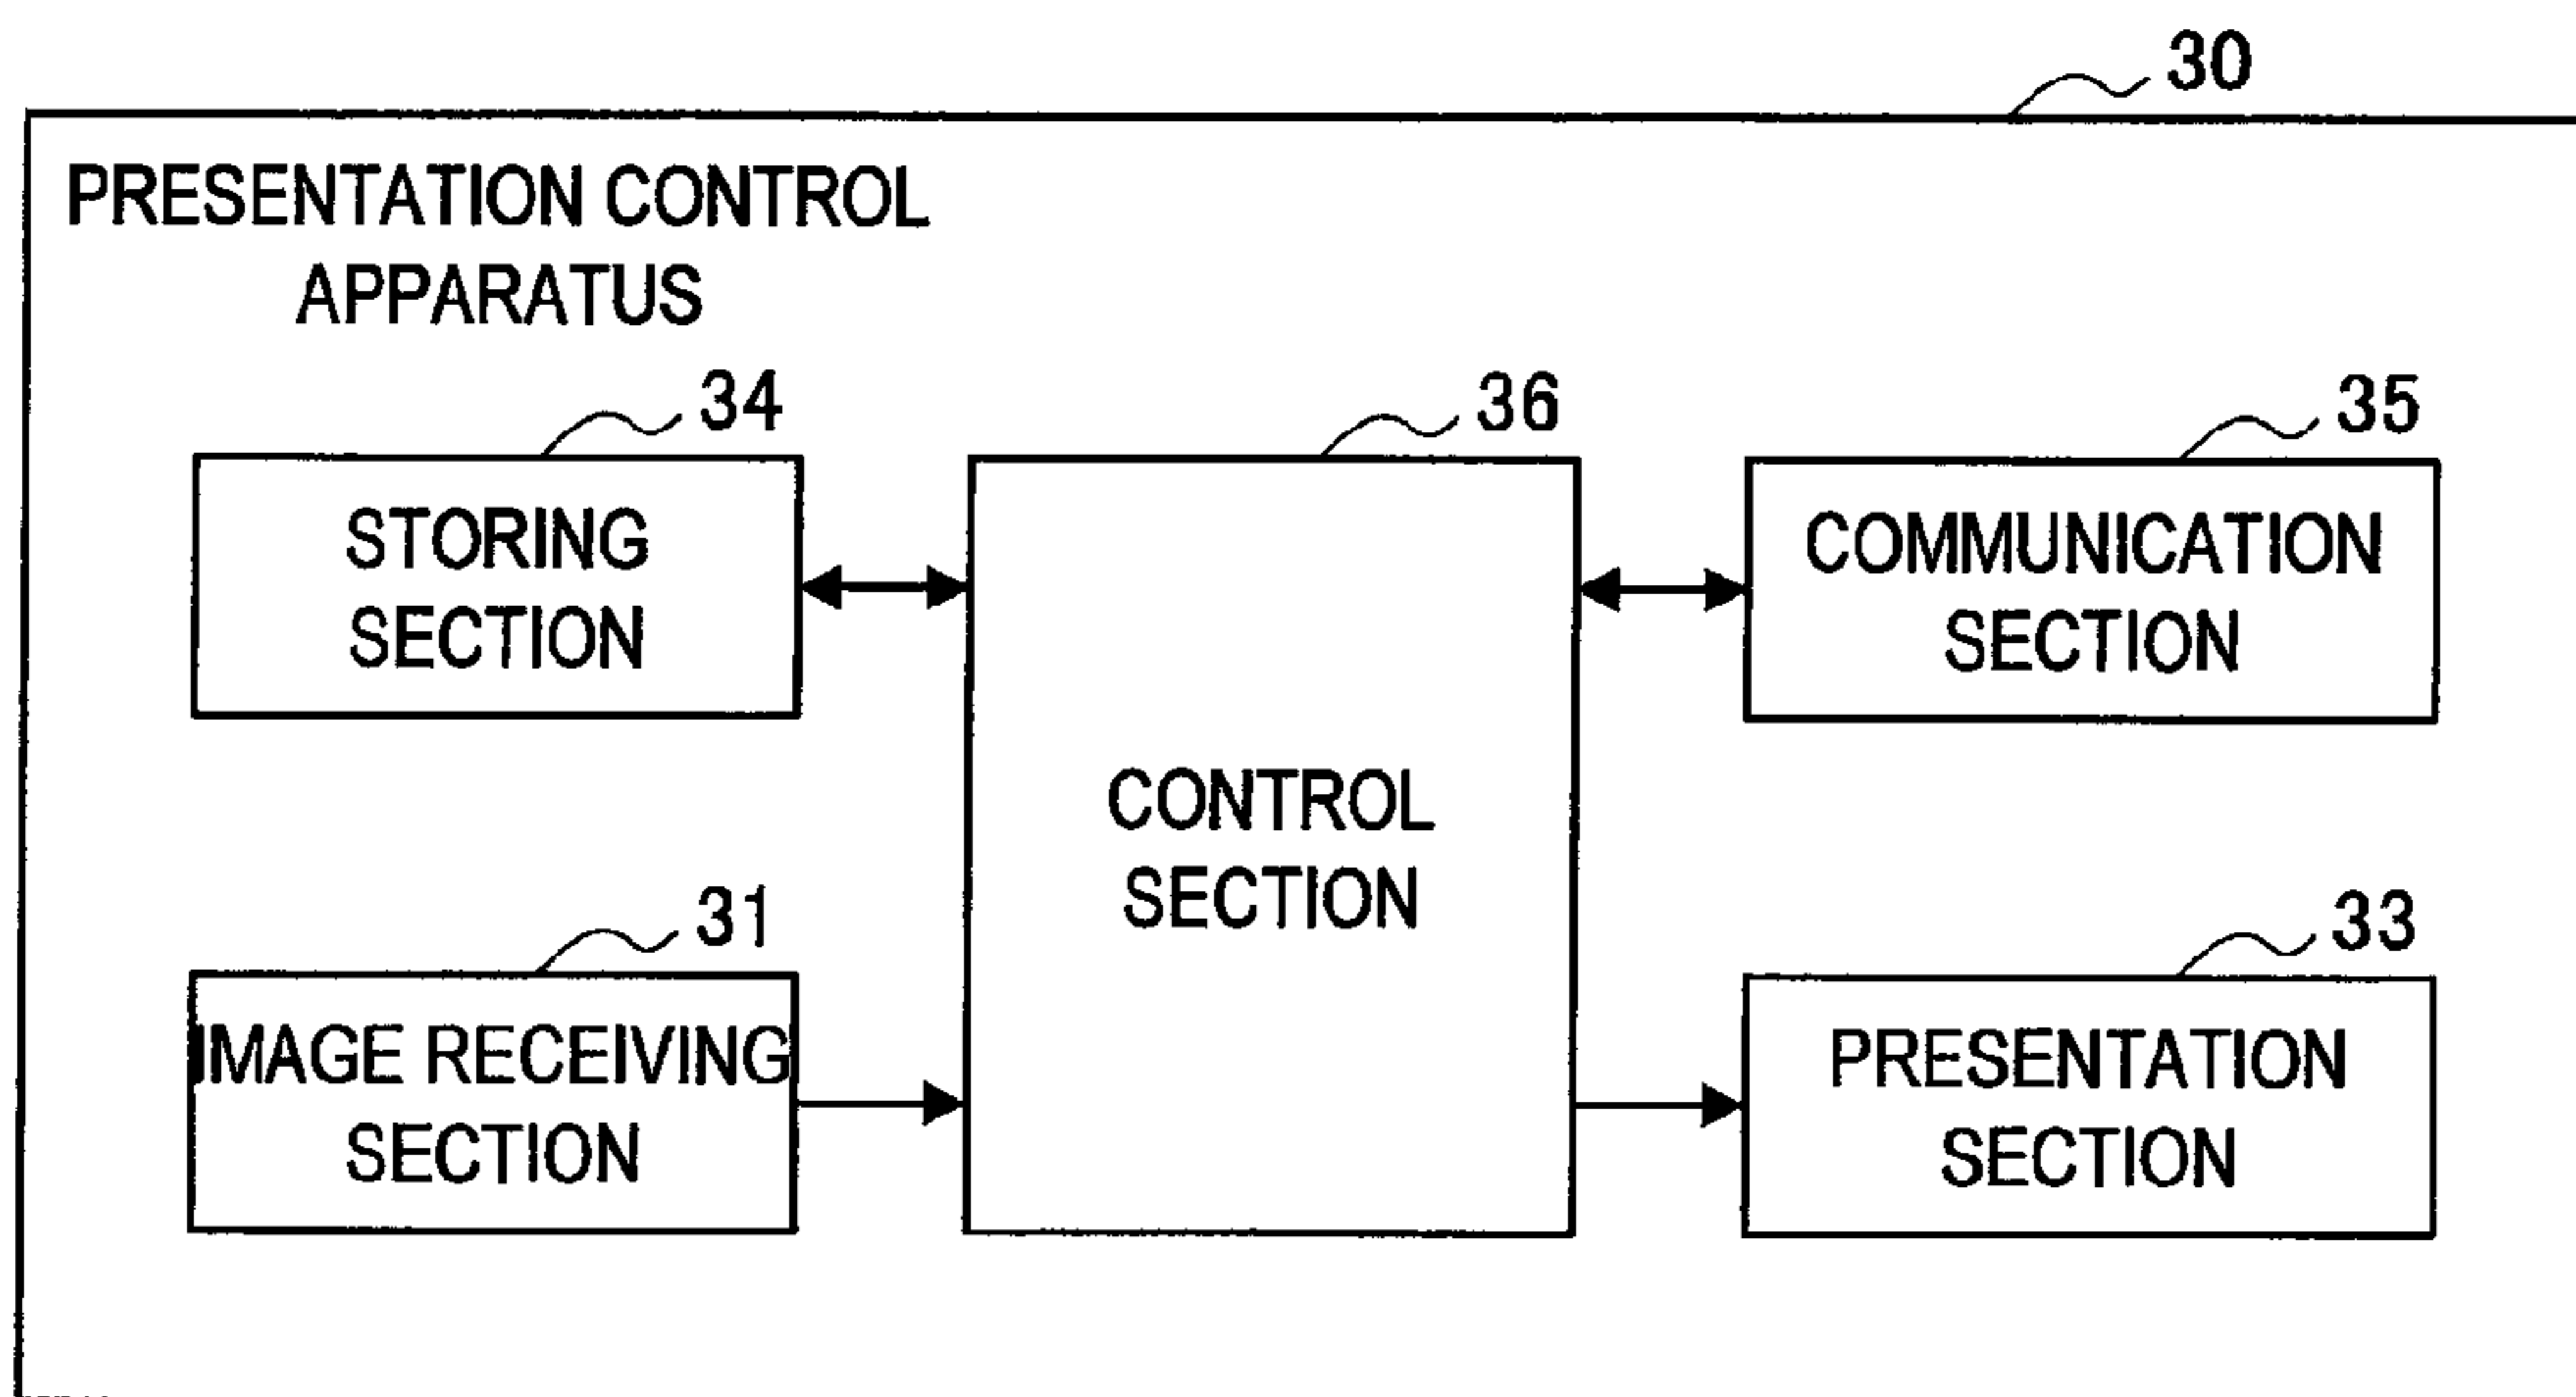 30
PRESENTATION CONTROL
APPARATUS
34
36
35
STORING
SECTION
COMMUNICATION
SECTION
CONTROL
SECTION
31
33
IMAGE RECEIVING
SECTION
PRESENTATION
SECTION